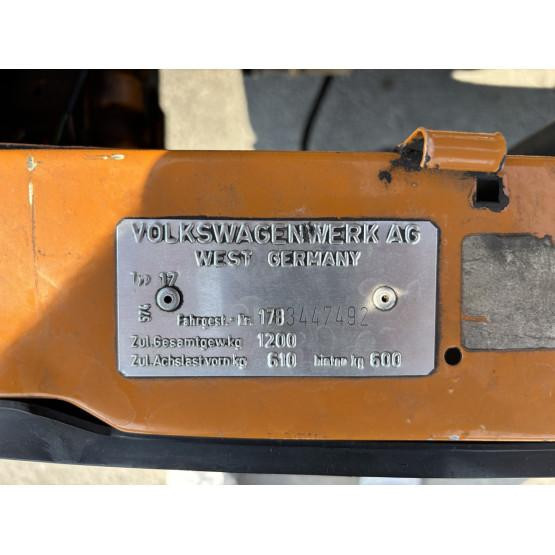 VOLKSWAGENWERK AG
WEST GERMANY
Typ 17
674
Fahrgest.-Nr. 1783447492
Zul.Gesamtgew.kg 1200
Zul.Achslast vorn kg 610 hinten kg 600